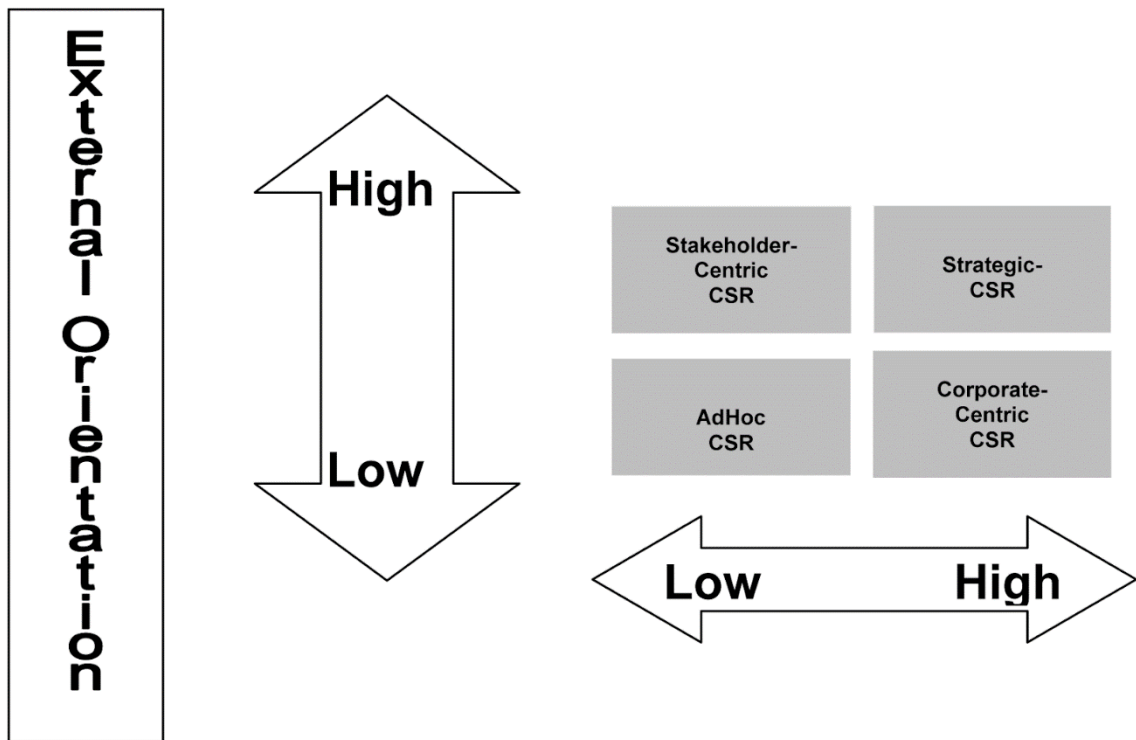 External Orientation
High
Low
Stakeholder-
Centric
CSR
Strategic-
CSR
AdHoc
CSR
Corporate-
Centric
CSR
Low
High